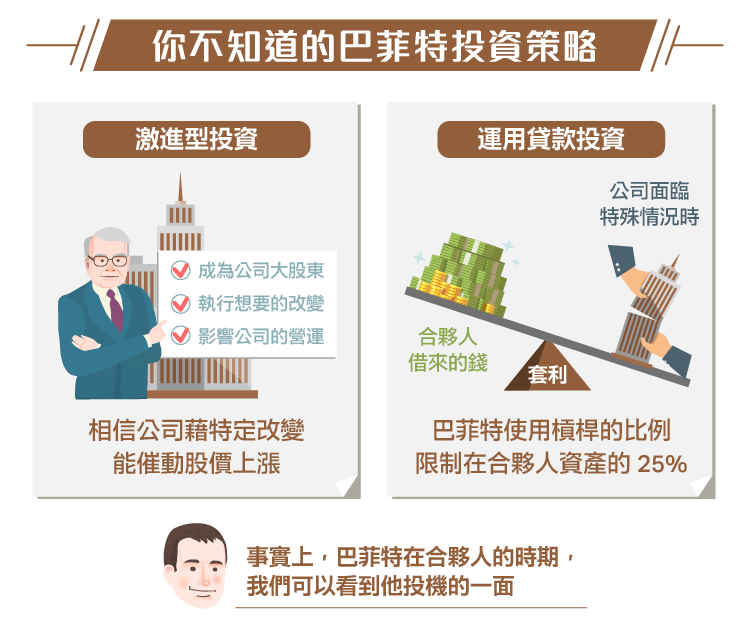 你不知道的巴菲特投資策略
激進型投資
成為公司大股東
執行想要的改變
影響公司的營運
相信公司藉特定改變
能催動股價上漲
運用貸款投資
公司面臨
特殊情況時
合夥人
借來的錢
套利
巴菲特使用槓桿的比例
限制在合夥人資產的 25%
事實上，巴菲特在合夥人的時期，
我們可以看到他投機的一面